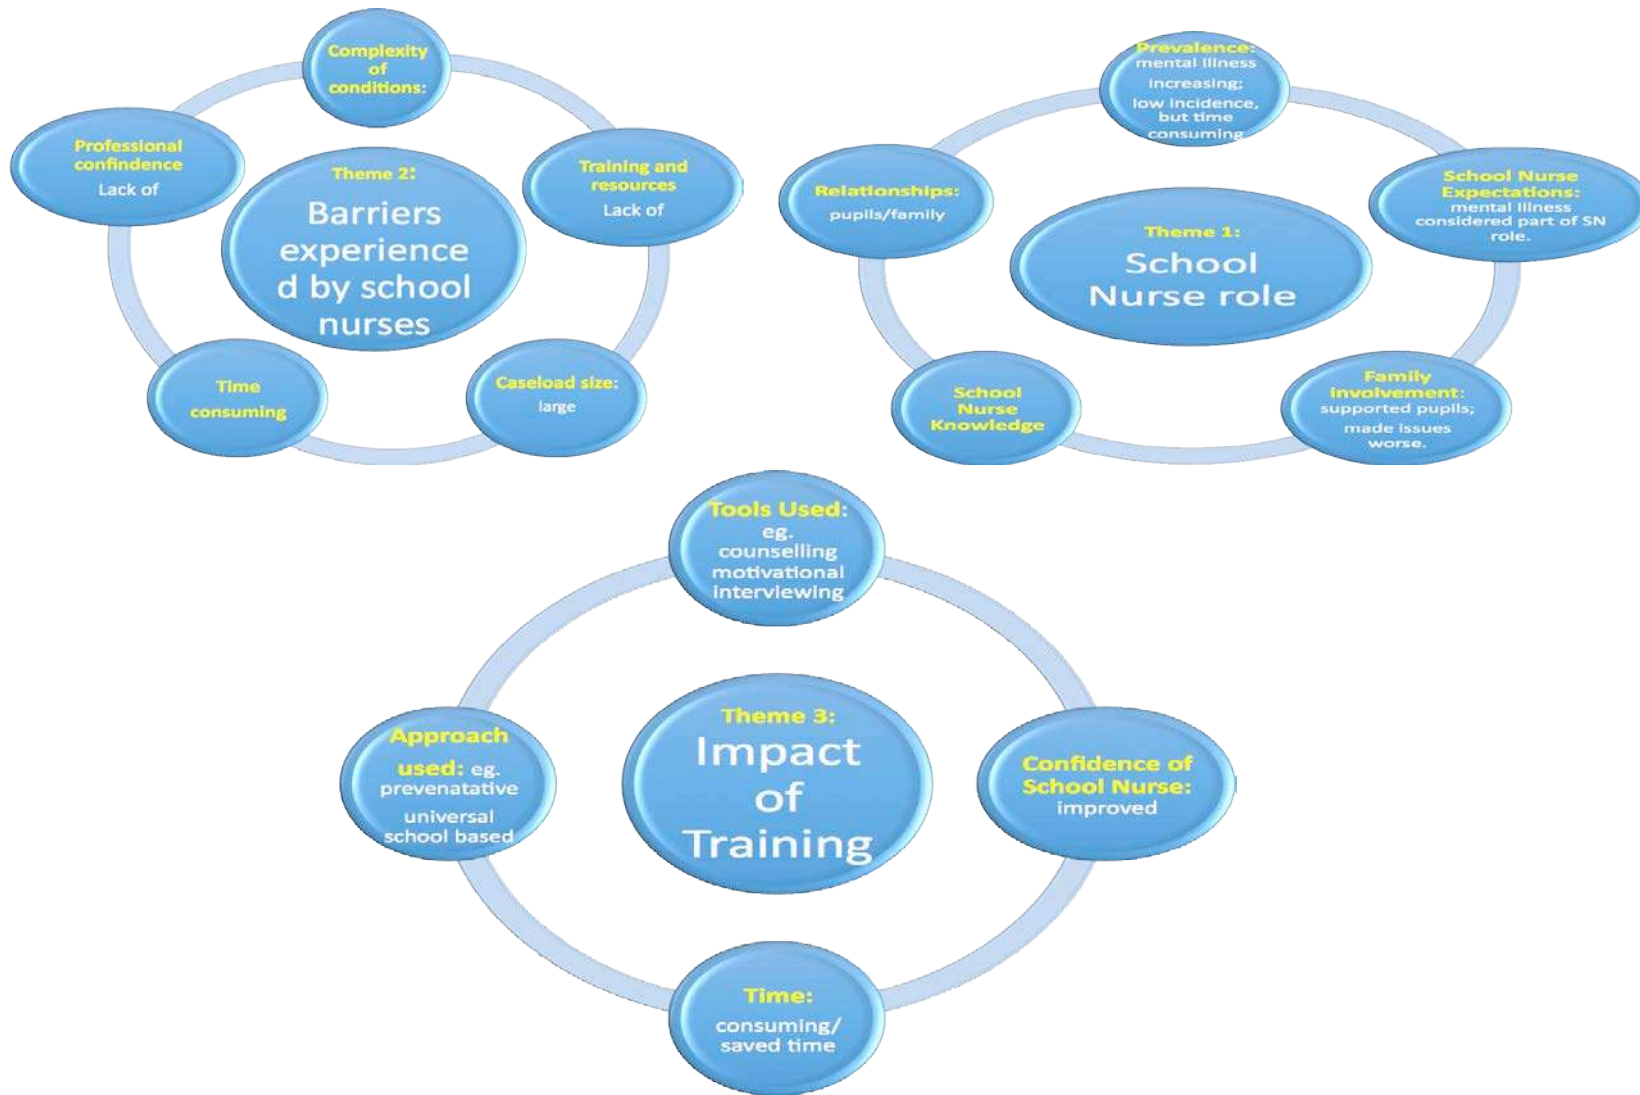 Complexity
of
conditions:
Professional
confindence
Lack of
Theme 2:
Barriers
experience
d by school
nurses
Training and
resources
Lack of
Time
consuming
Caseload size:
large
Prevalence:
mental illness
increasing;
low incidence,
but time
consuming
Relationships:
pupils/family
Theme 1:
School
Nurse role
School Nurse
Expectations:
mental illness
considered part of SN
role.
School
Nurse
Knowledge
Family
involvement:
supported pupils;
made issues
worse.
Tools Used:
eg.
counselling
motivational
interviewing
Approach
used: eg.
prevenatative
universal
school based
Theme 3:
Impact
of
Training
Confidence of
School Nurse:
improved
Time:
consuming/
saved time